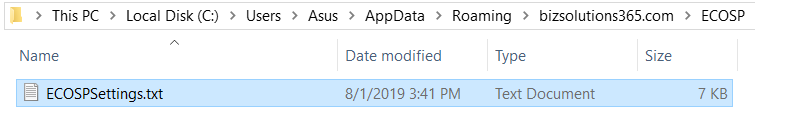 This PC > Local Disk (C:) > Users > Asus > AppData > Roaming > bizsolutions365.com > ECOSP
Name Date modified Type Size
ECOSPSettings.txt 8/1/2019 3:41 PM Text Document 7 KB